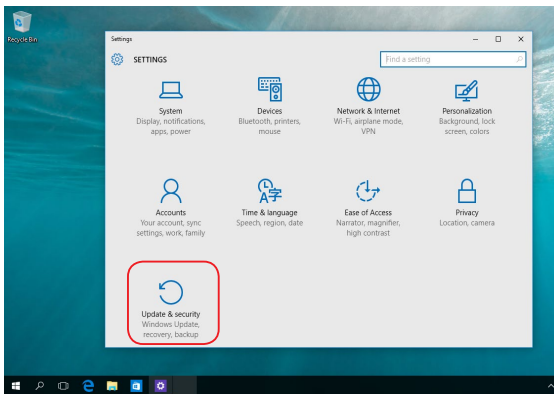 Recycle Bin
Settings
SETTINGS
Find a setting
System
Display, notifications,
apps, power
Devices
Bluetooth, printers,
mouse
Network & Internet
Wi-Fi, airplane mode,
VPN
Personalization
Background, lock
screen, colors
Accounts
Your account, sync
settings, work, family
Time & language
Speech, region, date
Ease of Access
Narrator, magnifier,
high contrast
Privacy
Location, camera
Update & security
Windows Update,
recovery, backup